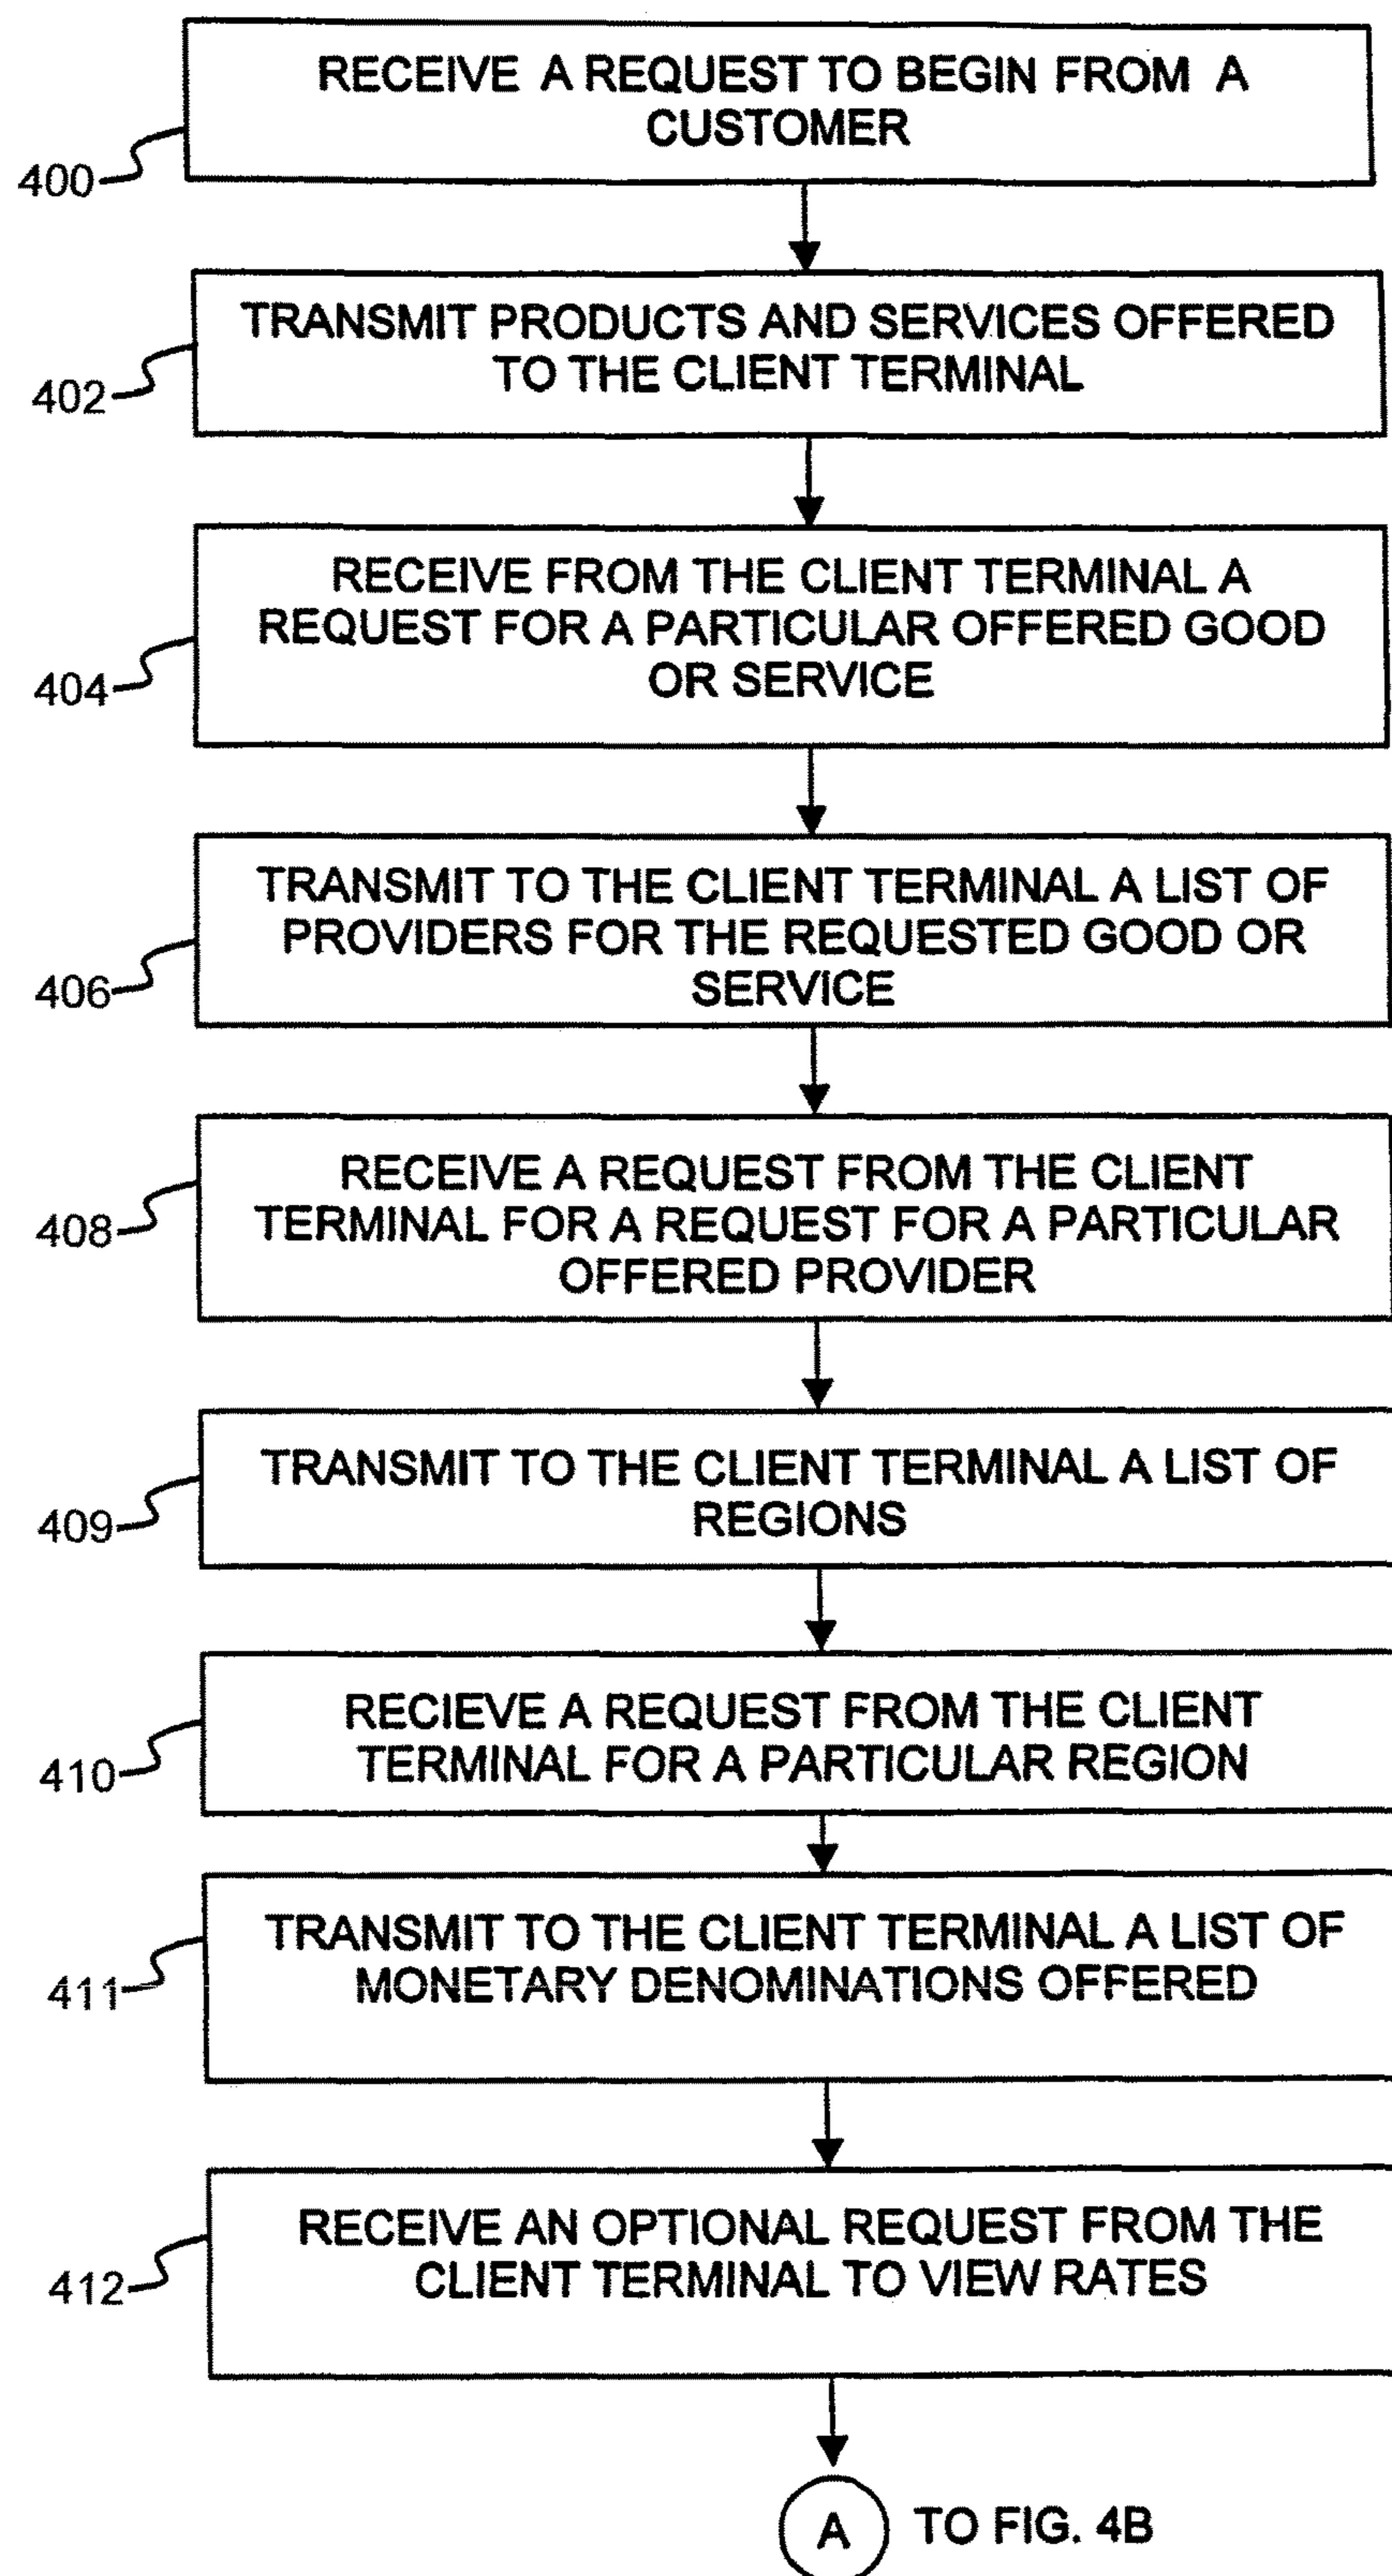 RECEIVE A REQUEST TO BEGIN FROM A
CUSTOMER
400
TRANSMIT PRODUCTS AND SERVICES OFFERED
TO THE CLIENT TERMINAL
402
RECEIVE FROM THE CLIENT TERMINAL A
REQUEST FOR A PARTICULAR OFFERED GOOD
OR SERVICE
404
TRANSMIT TO THE CLIENT TERMINAL A LIST OF
PROVIDERS FOR THE REQUESTED GOOD OR
SERVICE
406
RECEIVE A REQUEST FROM THE CLIENT
TERMINAL FOR A REQUEST FOR A PARTICULAR
OFFERED PROVIDER
408
TRANSMIT TO THE CLIENT TERMINAL A LIST OF
REGIONS
409
RECIEVE A REQUEST FROM THE CLIENT
TERMINAL FOR A PARTICULAR REGION
410
TRANSMIT TO THE CLIENT TERMINAL A LIST OF
MONETARY DENOMINATIONS OFFERED
411
RECEIVE AN OPTIONAL REQUEST FROM THE
CLIENT TERMINAL TO VIEW RATES
412
A TO FIG. 4B